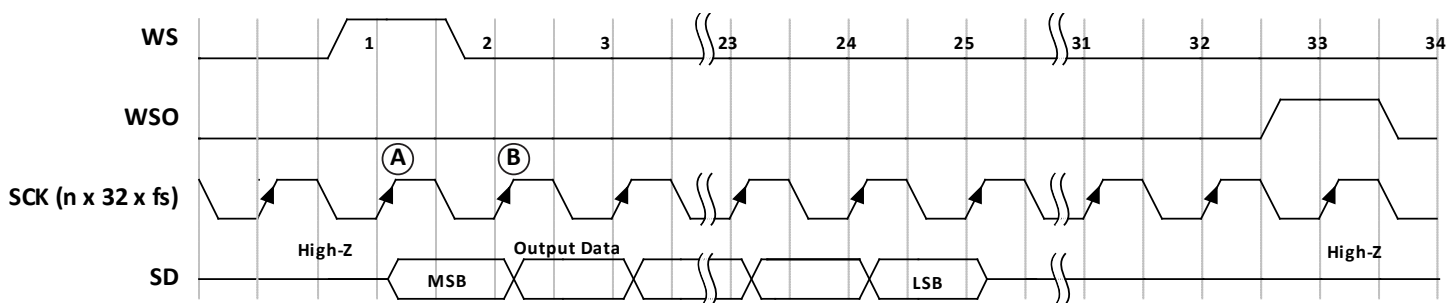 WS 1 2 3 23 24 25 31 32 33 34
WSO
A B
SCK (n x 32 x fs)
High-Z Output Data High-Z
SD MSB LSB